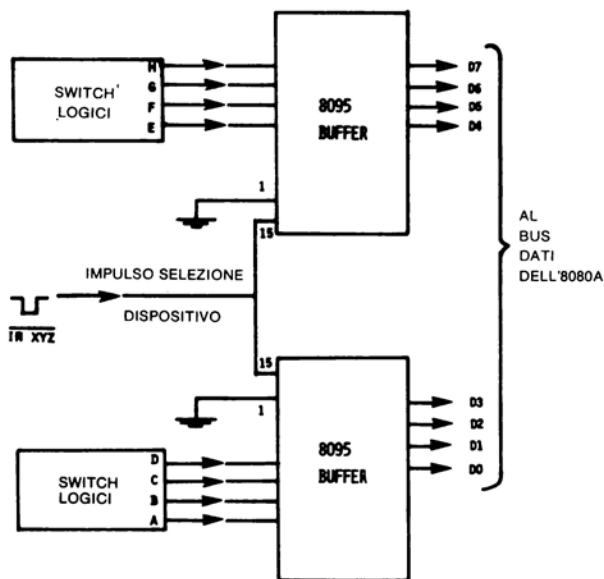 SWITCH
LOGICI
H
G
F
E
8095
BUFFER
D7
D6
D5
D4
1
15
IMPULSO SELEZIONE
DISPOSITIVO
IN XYZ
AL
BUS
DATI
DELL'8080A
15
1
SWITCH
LOGICI
D
C
B
A
8095
BUFFER
D3
D2
D1
D0